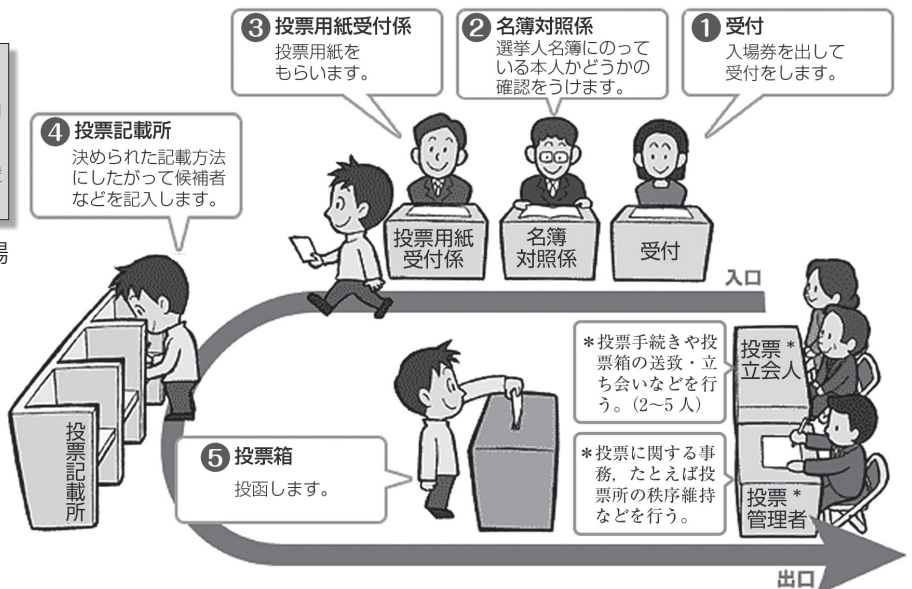 ❸ 投票用紙受付係
投票用紙を
もらいます。
❷ 名簿対照係
選挙人名簿にのって
いる本人かどうかの
確認をうけます。
❶ 受付
入場券を出して
受付をします。
❹ 投票記載所
決められた記載方法
にしたがって候補者
などを記入します。
投票用紙
受付係
名簿
対照係
受付
場
入口
*投票手続きや投
票箱の送致・立
ち会いなどを行
う。(2~5人)
投票*
立会人
投票記載所
❺ 投票箱
投函します。
*投票に関する事
務，たとえば投
票所の秩序維持
などを行う。
投票*
管理者
出口